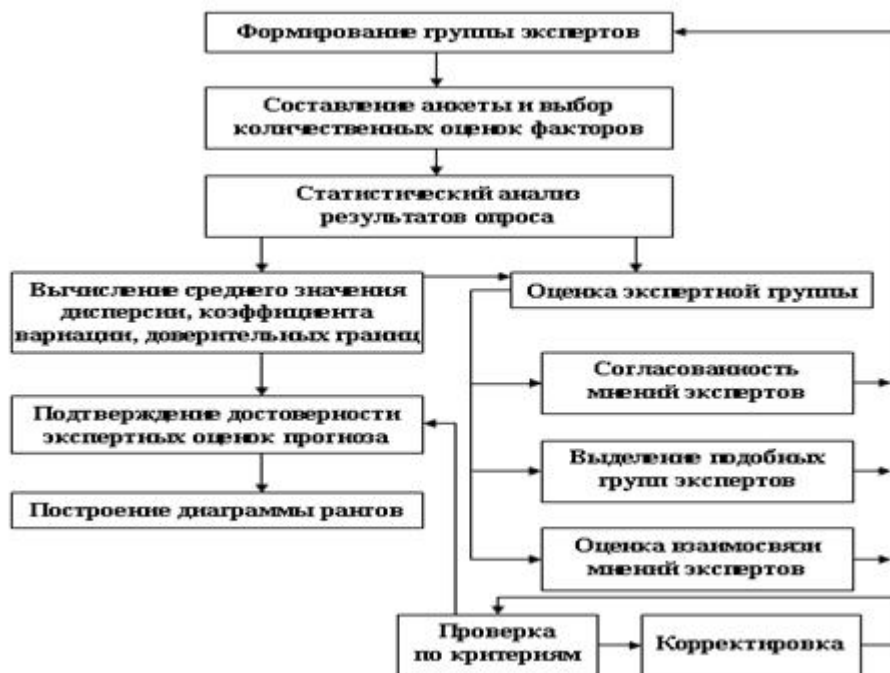 Формирование группы экспертов
Составление анкеты и выбор
количественных оценок факторов
Статистический анализ
результатов опроса
Вычисление среднего значения
дисперсии, коэффициента
вариации, доверительных границ
Оценка экспертной группы
Согласованность
мнений экспертов
Подтверждение достоверности
экспертных оценок прогноза
Выделение подобных
групп экспертов
Построение диаграммы рангов
Оценка взаимосвязи
мнений экспертов
Проверка
по критериям
Корректировка